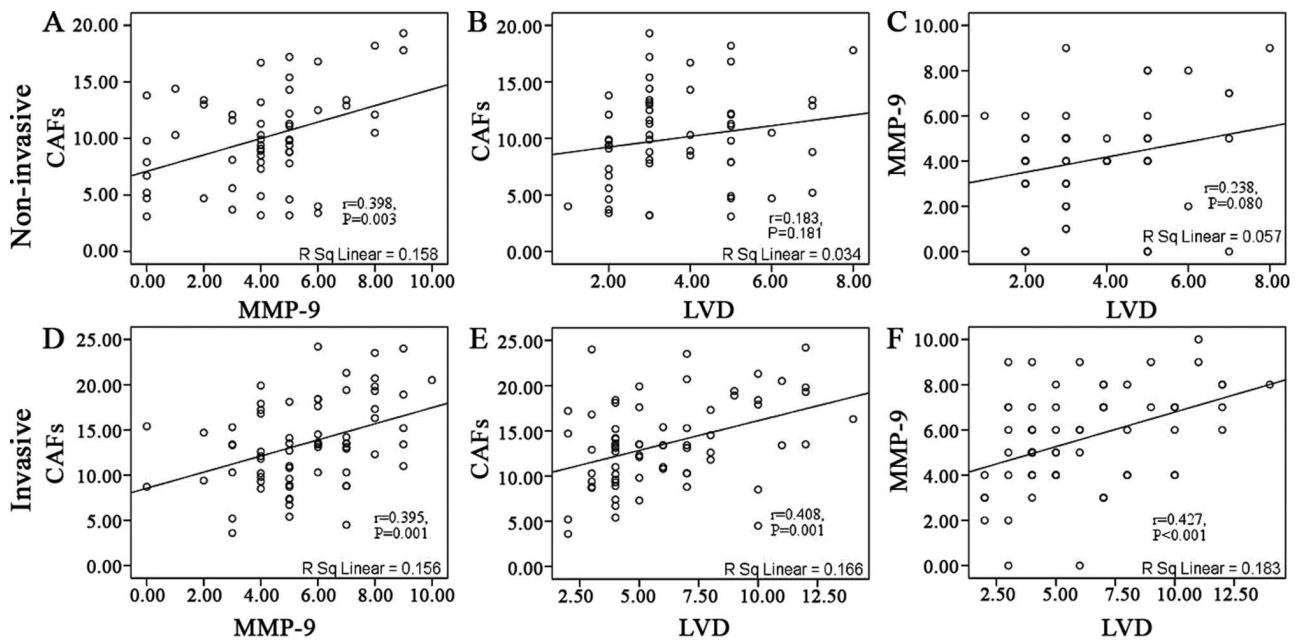 A
B
C
Non-invasive
CAFs
20.00
15.00
10.00
5.00
0.00
r=0.398,
P=0.003
R Sq Linear = 0.158
0.00 2.00 4.00 6.00 8.00 10.00
MMP-9
CAFs
20.00
15.00
10.00
5.00
0.00
r=0.183,
P=0.181
R Sq Linear = 0.034
2.00 4.00 6.00 8.00
LVD
MMP-9
10.00
8.00
6.00
4.00
2.00
0.00
r=0.238,
P=0.080
R Sq Linear = 0.057
2.00 4.00 6.00 8.00
LVD
D
E
F
Invasive
CAFs
25.00
20.00
15.00
10.00
5.00
00.00
r=0.395,
P=0.001
R Sq Linear = 0.156
0.00 2.00 4.00 6.00 8.00 10.00
MMP-9
CAFs
25.00
20.00
15.00
10.00
5.00
00.00
r=0.408,
P=0.001
R Sq Linear = 0.166
2.50 5.00 7.50 10.00 12.50
LVD
MMP-9
10.00
8.00
6.00
4.00
2.00
0.00
r=0.427,
P<0.001
R Sq Linear = 0.183
2.50 5.00 7.50 10.00 12.50
LVD